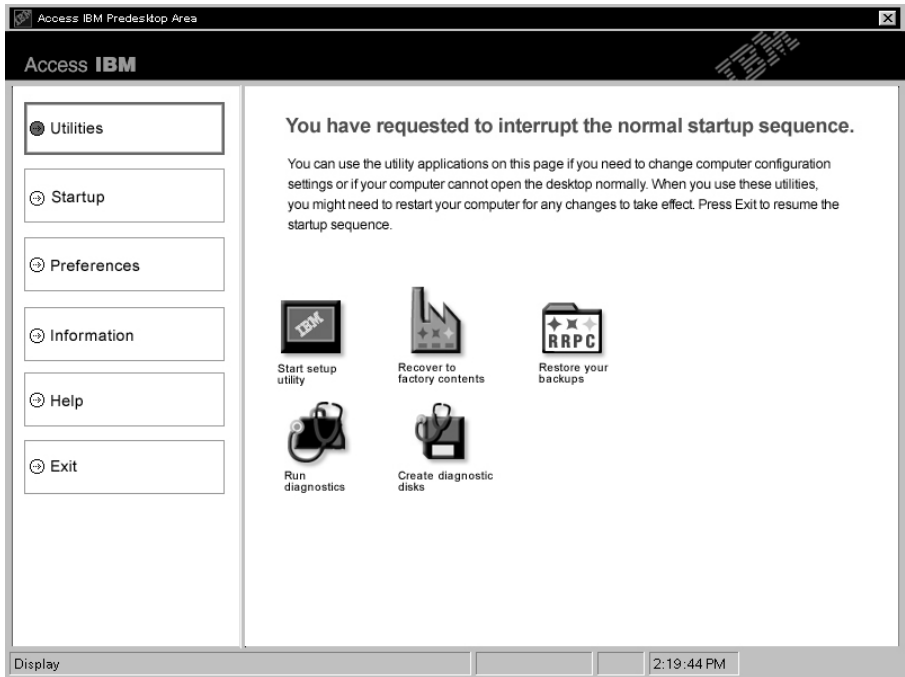 Access IBM Predesktop Area
Access IBM
IBM
Utilities
Startup
Preferences
Information
Help
Exit
You have requested to interrupt the normal startup sequence.
You can use the utility applications on this page if you need to change computer configuration
settings or if your computer cannot open the desktop normally. When you use these utilities,
you might need to restart your computer for any changes to take effect. Press Exit to resume the
startup sequence.
IBM
Start setup
utility
Recover to
factory contents
RRPC
Restore your
backups
Run
diagnostics
Create diagnostic
disks
Display
2:19:44 PM